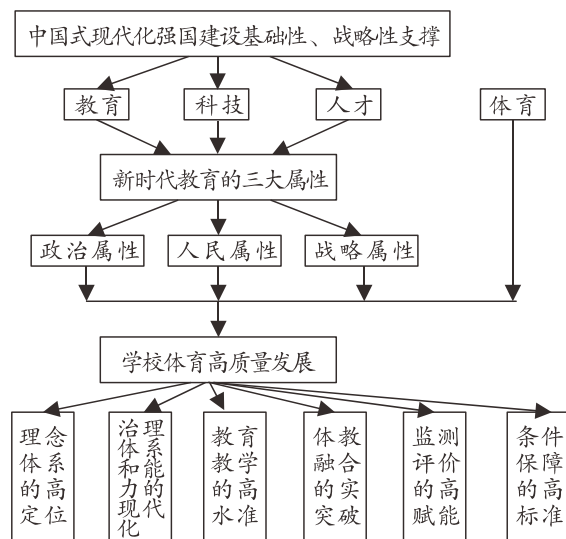 中国式现代化强国建设基础性、战略性支撑
教育
科技
人才
体育
新时代教育的三大属性
政治属性
人民属性
战略属性
学校体育高质量发展
理念
体系
的高
定位
治理
体系
和能
力的
现代
化
教育
教学
的高
水准
体教
融合
的实
突破
监测
评价
的高
赋能
条件
保障
的高
标准